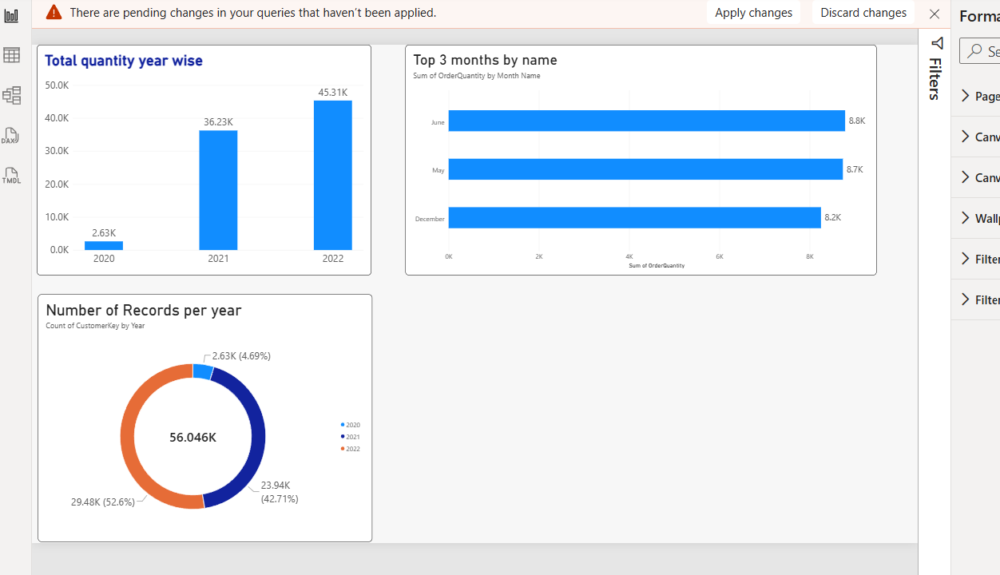 There are pending changes in your queries that haven't been applied.
Apply changes
Discard changes
Total quantity year wise
50.0K
40.0K
30.0K
20.0K
10.0K
0.0K
2.63K
36.23K
45.31K
2020
2021
2022
Top 3 months by name
Sum of OrderQuantity by Month Name
June
8.8K
May
8.7K
December
8.2K
0K
2K
4K
6K
8K
Sum of OrderQuantity
Number of Records per year
Count of CustomerKey by Year
2.63K (4.69%)
56.046K
2020
2021
2022
23.94K
(42.71%)
29.48K (52.6%)
DAX
TMDL
Filters
Forma
Se
Page
Canv
Canv
Wallp
Filter
Filter